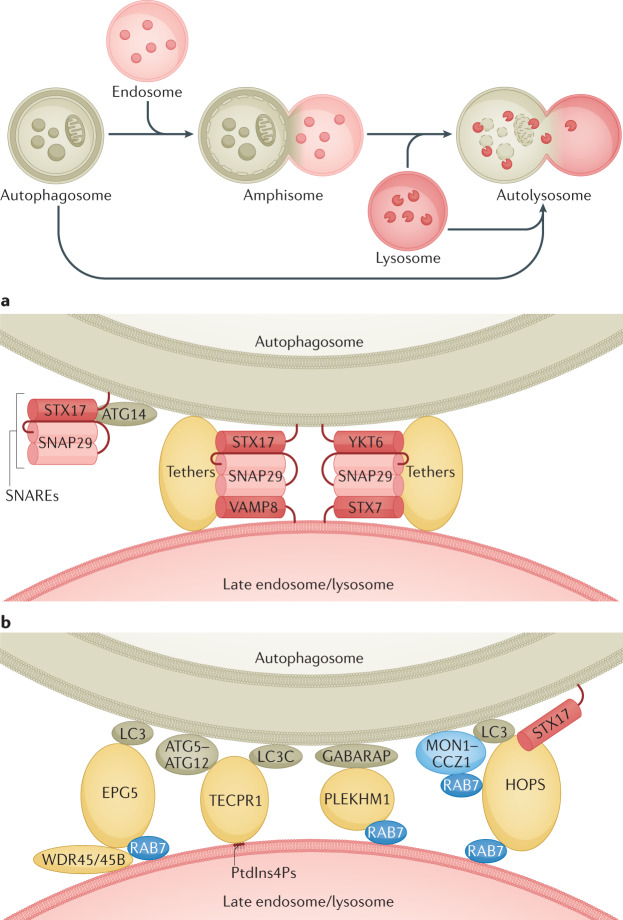 Endosome
Autophagosome
Amphisome
Autolysosome
Lysosome
a
Autophagosome
STX17
ATG14
SNAP29
SNAREs
Tethers
STX17
SNAP29
VAMP8
YKT6
SNAP29
STX7
Tethers
Late endosome/lysosome
b
Autophagosome
LC3
ATG5–
ATG12
LC3C
GABARAP
MON1–
CCZ1
LC3
STX17
EPG5
TECPR1
PLEKHM1
RAB7
HOPS
RAB7
WDR45/45B
RAB7
RAB7
PtdIns4Ps
Late endosome/lysosome